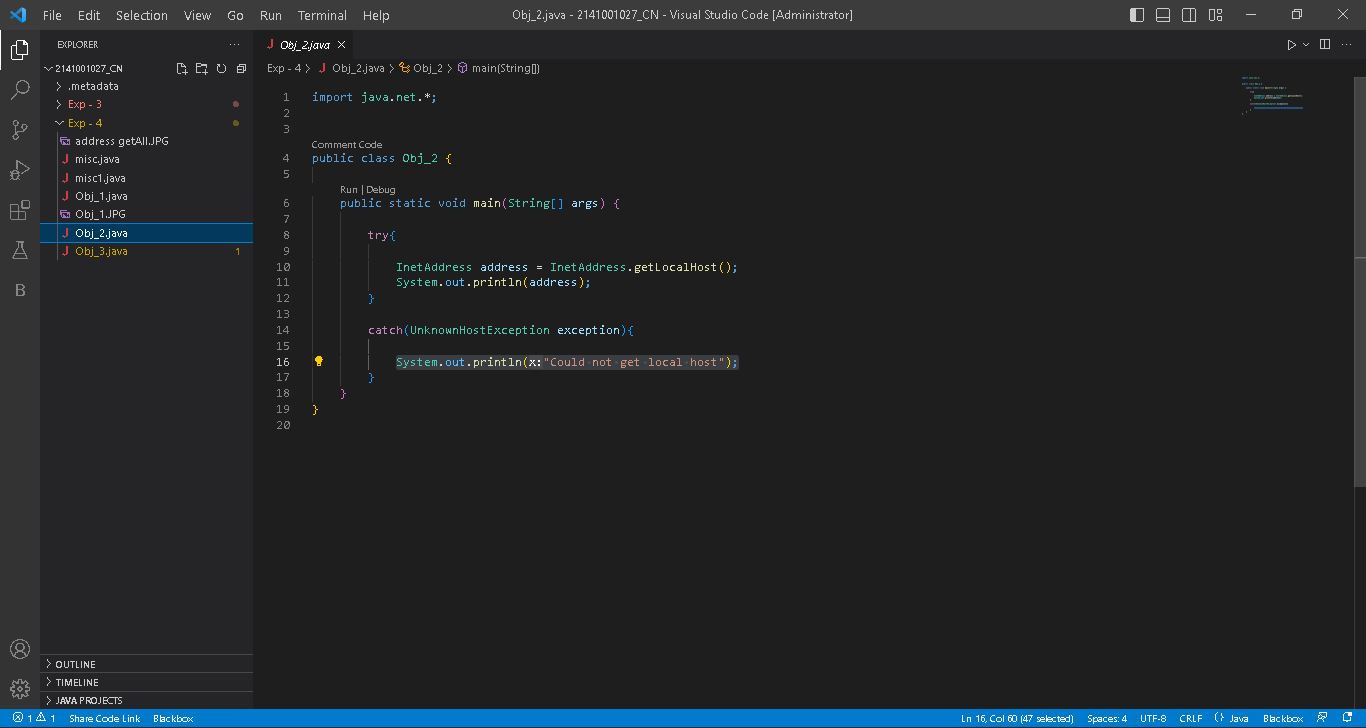 File Edit Selection View Go Run Terminal Help
Obj_2.java - 2141001027_CN - Visual Studio Code [Administrator]
EXPLORER
2141001027_CN
.metadata
Exp - 3
Exp - 4
address getAll.JPG
misc.java
misc1.java
Obj_1.java
Obj_1.JPG
Obj_2.java
Obj_3.java 1
B
OUTLINE
TIMELINE
JAVA PROJECTS
Obj_2.java
Exp - 4 > Obj_2.java > Obj_2 > main(String[])
1 import java.net.*;
2
3
Comment Code
4 public class Obj_2 {
5
Run | Debug
6 public static void main(String[] args) {
7
8 try{
9
10 InetAddress address = InetAddress.getLocalHost();
11 System.out.println(address);
12 }
13
14 catch(UnknownHostException exception){
15
16 System.out.println(x:"Could not get local host");
17 }
18 }
19 }
20
1 1 Share Code Link Blackbox
Ln 16, Col 60 (47 selected) Spaces: 4 UTF-8 CRLF {} Java Blackbox